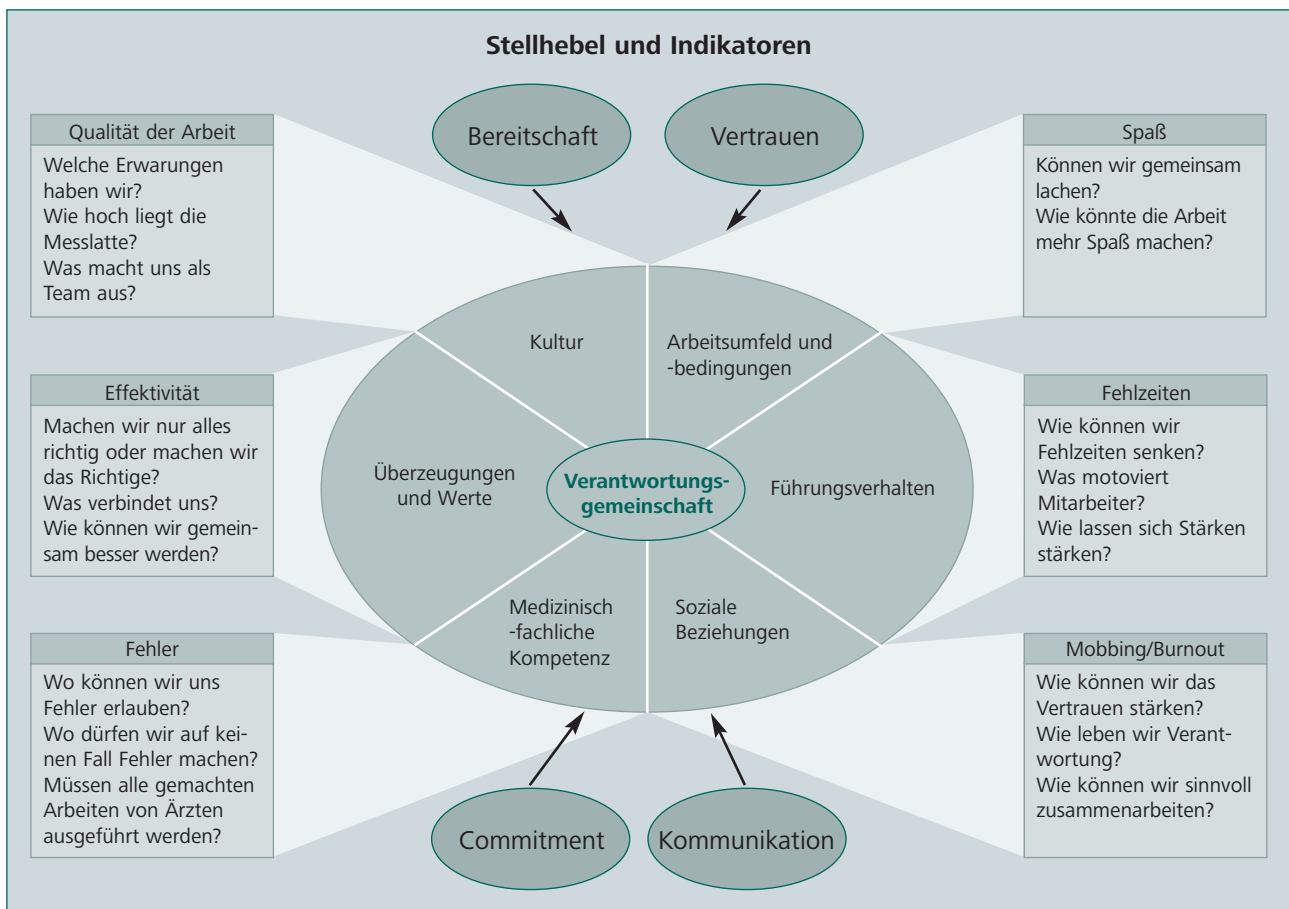 Stellhebel und Indikatoren
Bereitschaft
Vertrauen
Qualität der Arbeit
Welche Erwarungen
haben wir?
Wie hoch liegt die
Messlatte?
Was macht uns als
Team aus?
Spaß
Können wir gemeinsam
lachen?
Wie könnte die Arbeit
mehr Spaß machen?
Kultur
Arbeitsumfeld und
-bedingungen
Effektivität
Machen wir nur alles
richtig oder machen wir
das Richtige?
Was verbindet uns?
Wie können wir gemein-
sam besser werden?
Überzeugungen
und Werte
Verantwortungs-
gemeinschaft
Führungsverhalten
Fehlzeiten
Wie können wir
Fehlzeiten senken?
Was motoviert
Mitarbeiter?
Wie lassen sich Stärken
stärken?
Medizinisch
-fachliche
Kompetenz
Soziale
Beziehungen
Fehler
Wo können wir uns
Fehler erlauben?
Wo dürfen wir auf kei-
nen Fall Fehler machen?
Müssen alle gemachten
Arbeiten von Ärzten
ausgeführt werden?
Mobbing/Burnout
Wie können wir das
Vertrauen stärken?
Wie leben wir Verant-
wortung?
Wie können wir sinnvoll
zusammenarbeiten?
Commitment
Kommunikation